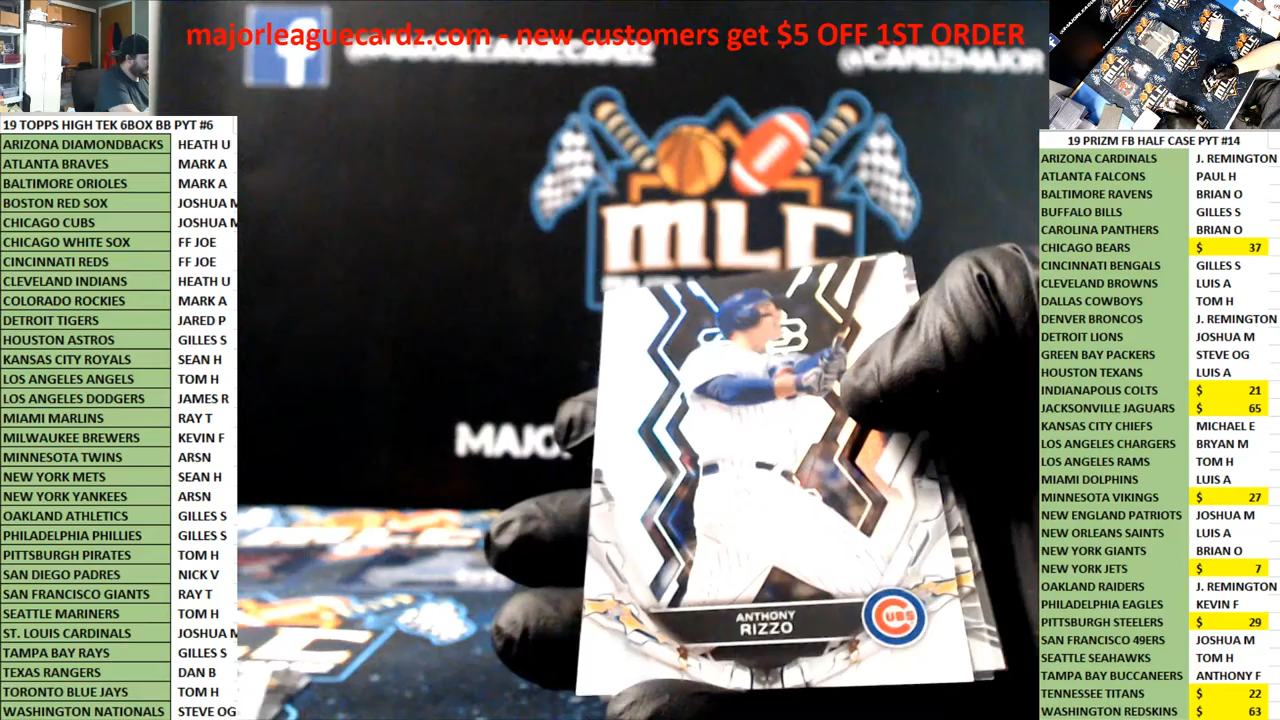 majorleaguecardz.com - new customers get $5 OFF 1ST ORDER
@CARDZMAJOR
19 TOPPS HIGH TEK 6BOX BB PYT #6
ARIZONA DIAMONDBACKS HEATH U
ATLANTA BRAVES MARK A
BALTIMORE ORIOLES MARK A
BOSTON RED SOX JOSHUA M
CHICAGO CUBS JOSHUA M
CHICAGO WHITE SOX FF JOE
CINCINNATI REDS FF JOE
CLEVELAND INDIANS HEATH U
COLORADO ROCKIES MARK A
DETROIT TIGERS JARED P
HOUSTON ASTROS GILLES S
KANSAS CITY ROYALS SEAN H
LOS ANGELES ANGELS TOM H
LOS ANGELES DODGERS JAMES R
MIAMI MARLINS RAY T
MILWAUKEE BREWERS KEVIN F
MINNESOTA TWINS ARSN
NEW YORK METS SEAN H
NEW YORK YANKEES ARSN
OAKLAND ATHLETICS GILLES S
PHILADELPHIA PHILLIES GILLES S
PITTSBURGH PIRATES TOM H
SAN DIEGO PADRES NICK V
SAN FRANCISCO GIANTS RAY T
SEATTLE MARINERS TOM H
ST. LOUIS CARDINALS JOSHUA M
TAMPA BAY RAYS GILLES S
TEXAS RANGERS DAN B
TORONTO BLUE JAYS TOM H
WASHINGTON NATIONALS STEVE OG
MLC
MAJO
ANTHONY
RIZZO
CUBS
19 PRIZM FB HALF CASE PYT #14
ARIZONA CARDINALS J. REMINGTON
ATLANTA FALCONS PAUL H
BALTIMORE RAVENS BRIAN O
BUFFALO BILLS GILLES S
CAROLINA PANTHERS BRIAN O
CHICAGO BEARS $ 37
CINCINNATI BENGALS GILLES S
CLEVELAND BROWNS LUIS A
DALLAS COWBOYS TOM H
DENVER BRONCOS J. REMINGTON
DETROIT LIONS JOSHUA M
GREEN BAY PACKERS STEVE OG
HOUSTON TEXANS LUIS A
INDIANAPOLIS COLTS $ 21
JACKSONVILLE JAGUARS $ 65
KANSAS CITY CHIEFS MICHAEL E
LOS ANGELES CHARGERS BRYAN M
LOS ANGELES RAMS TOM H
MIAMI DOLPHINS LUIS A
MINNESOTA VIKINGS $ 27
NEW ENGLAND PATRIOTS JOSHUA M
NEW ORLEANS SAINTS LUIS A
NEW YORK GIANTS BRIAN O
NEW YORK JETS $ 7
OAKLAND RAIDERS J. REMINGTON
PHILADELPHIA EAGLES KEVIN F
PITTSBURGH STEELERS $ 29
SAN FRANCISCO 49ERS JOSHUA M
SEATTLE SEAHAWKS TOM H
TAMPA BAY BUCCANEERS ANTHONY F
TENNESSEE TITANS $ 22
WASHINGTON REDSKINS $ 63